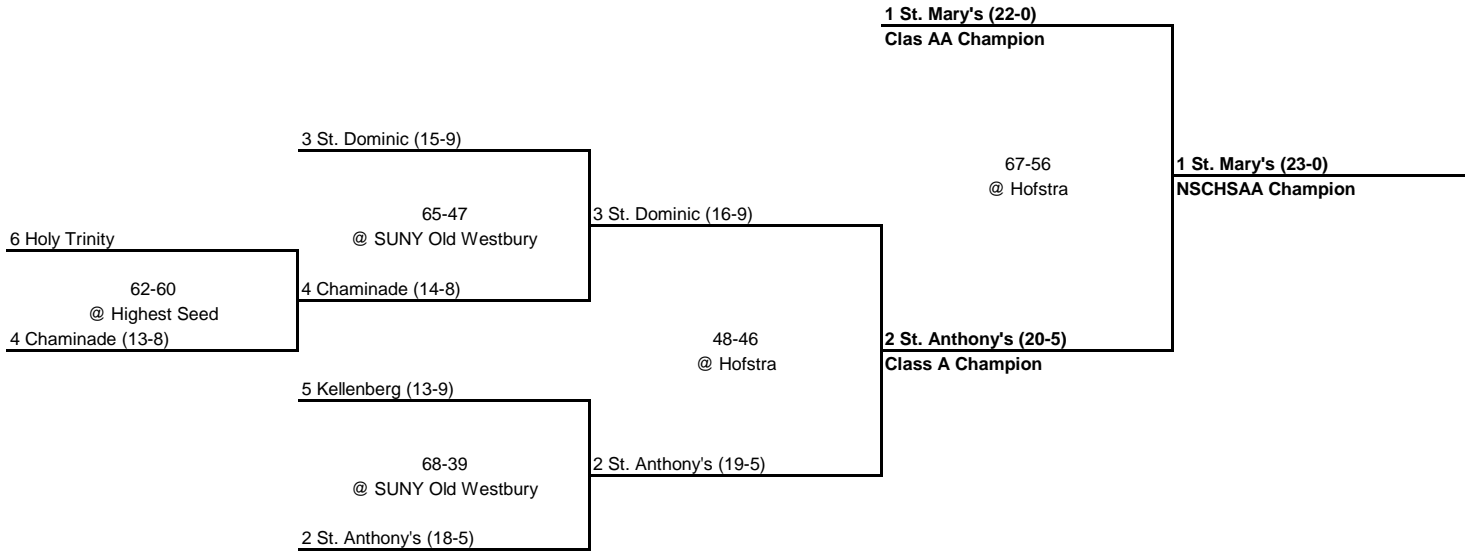 1 St. Mary's (22-0)
Clas AA Champion
3 St. Dominic (15-9)
67-56
@ Hofstra
1 St. Mary's (23-0)
NSCHSAA Champion
65-47
@ SUNY Old Westbury
3 St. Dominic (16-9)
6 Holy Trinity
62-60
@ Highest Seed
4 Chaminade (14-8)
4 Chaminade (13-8)
48-46
@ Hofstra
2 St. Anthony's (20-5)
Class A Champion
5 Kellenberg (13-9)
68-39
@ SUNY Old Westbury
2 St. Anthony's (19-5)
2 St. Anthony's (18-5)